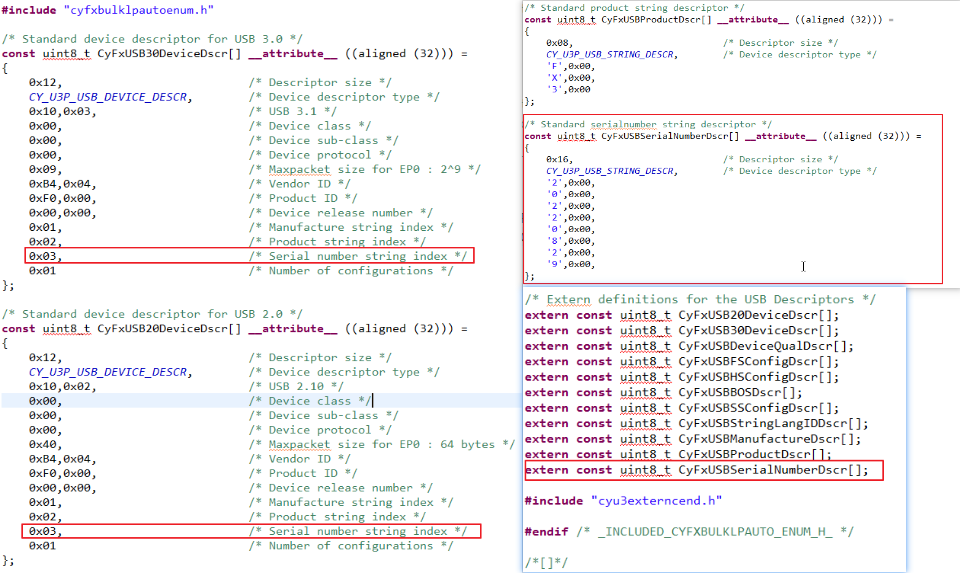 #include "cyfxbulklpautoenum.h"
/* Standard device descriptor for USB 3.0 */
const uint8_t CyFxUSB30DeviceDscr[] __attribute__ ((aligned (32))) =
{
0x12, /* Descriptor size */
CY_U3P_USB_DEVICE_DESCR, /* Device descriptor type */
0x10,0x03, /* USB 3.1 */
0x00, /* Device class */
0x00, /* Device sub-class */
0x00, /* Device protocol */
0x09, /* Maxpacket size for EP0 : 2^9 */
0xB4,0x04, /* Vendor ID */
0xF0,0x00, /* Product ID */
0x00,0x00, /* Device release number */
0x01, /* Manufacture string index */
0x02, /* Product string index */
0x03, /* Serial number string index */
0x01 /* Number of configurations */
};
/* Standard device descriptor for USB 2.0 */
const uint8_t CyFxUSB20DeviceDscr[] __attribute__ ((aligned (32))) =
{
0x12, /* Descriptor size */
CY_U3P_USB_DEVICE_DESCR, /* Device descriptor type */
0x10,0x02, /* USB 2.10 */
0x00, /* Device class */
0x00, /* Device sub-class */
0x00, /* Device protocol */
0x40, /* Maxpacket size for EP0 : 64 bytes */
0xB4,0x04, /* Vendor ID */
0xF0,0x00, /* Product ID */
0x00,0x00, /* Device release number */
0x01, /* Manufacture string index */
0x02, /* Product string index */
0x03, /* Serial number string index */
0x01 /* Number of configurations */
};
/* Standard product string descriptor */
const uint8_t CyFxUSBProductDscr[] __attribute__ ((aligned (32))) =
{
0x08, /* Descriptor size */
CY_U3P_USB_STRING_DESCR, /* Device descriptor type */
'F',0x00,
'X',0x00,
'3',0x00
};
/* Standard serialnumber string descriptor */
const uint8_t CyFxUSBSerialNumberDscr[] __attribute__ ((aligned (32))) =
{
0x16, /* Descriptor size */
CY_U3P_USB_STRING_DESCR, /* Device descriptor type */
'2',0x00,
'0',0x00,
'2',0x00,
'2',0x00,
'0',0x00,
'8',0x00,
'2',0x00,
'9',0x00,
};
/* Extern definitions for the USB Descriptors */
extern const uint8_t CyFxUSB20DeviceDscr[];
extern const uint8_t CyFxUSB30DeviceDscr[];
extern const uint8_t CyFxUSBDeviceQualDscr[];
extern const uint8_t CyFxUSBFSConfigDscr[];
extern const uint8_t CyFxUSBHSConfigDscr[];
extern const uint8_t CyFxUSBBOSDscr[];
extern const uint8_t CyFxUSBSSConfigDscr[];
extern const uint8_t CyFxUSBStringLangIDDscr[];
extern const uint8_t CyFxUSBManufactureDscr[];
extern const uint8_t CyFxUSBProductDscr[];
extern const uint8_t CyFxUSBSerialNumberDscr[];
#include "cyu3externcend.h"
#endif /* _INCLUDED_CYFXBULKLPAUTO_ENUM_H_ */
/*[]*/